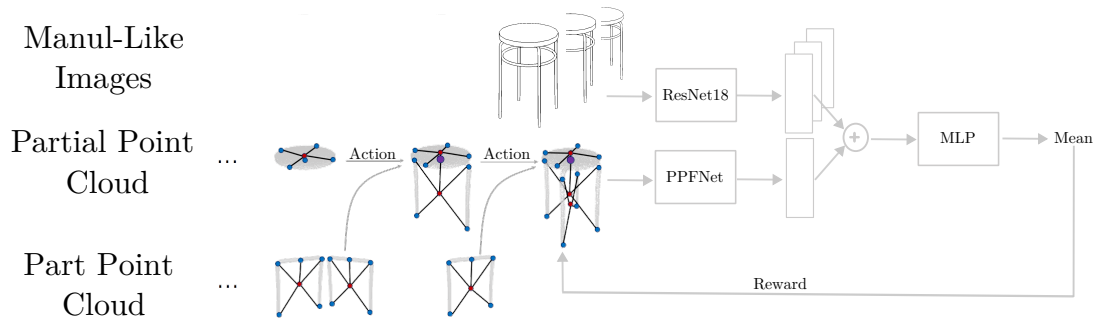 Manul-Like
Images
ResNet18
MLP
Mean
Partial Point
Cloud
...
Action
Action
PPFNet
+
Part Point
Cloud
...
Reward